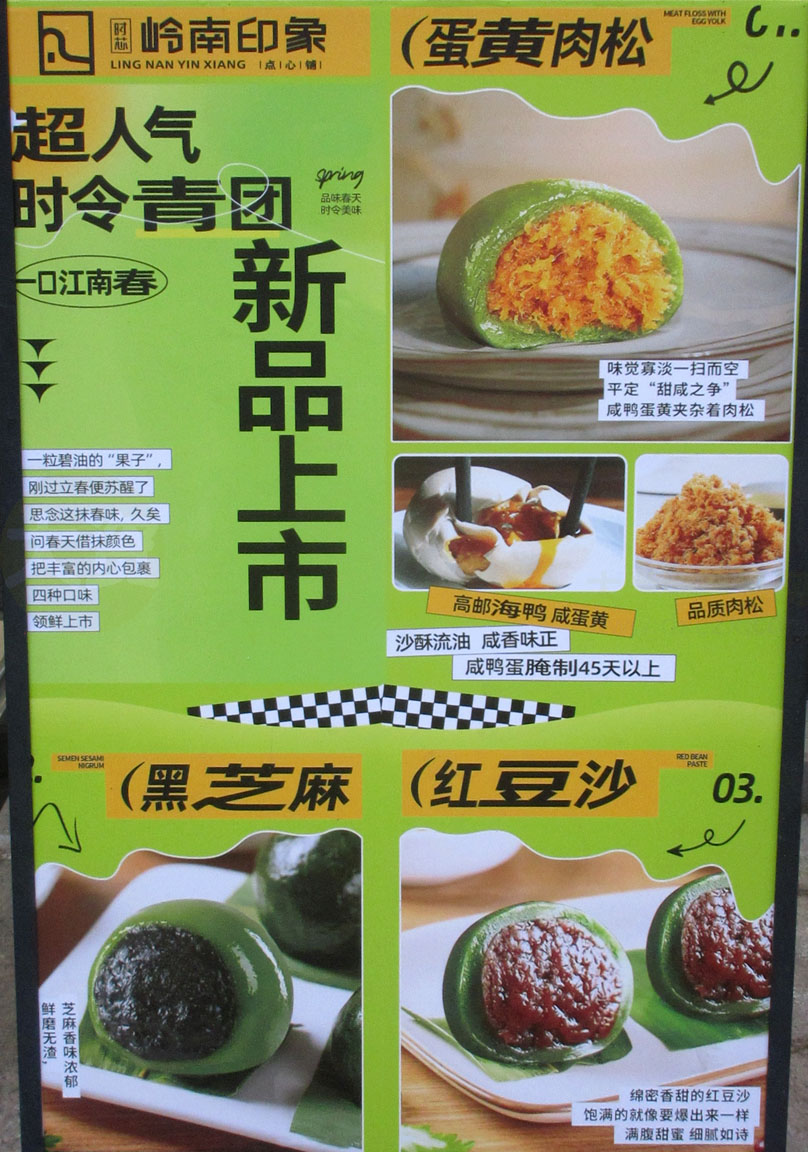 时芯
岭南印象
LING NAN YIN XIANG
点心铺
超人气
时令青团
spring
品味春天
时令美味
一口江南春
新品上市
一粒碧油的“果子”,
刚过立春便苏醒了
思念这抹春味, 久矣
问春天借抹颜色
把丰富的内心包裹
四种口味
领鲜上市
(蛋黄肉松
MEAT FLOSS WITH
EGG YOLK
味觉寡淡一扫而空
平定“甜咸之争”
咸鸭蛋黄夹杂着肉松
高邮海鸭 咸蛋黄
品质肉松
沙酥流油 咸香味正
咸鸭蛋腌制45天以上
SEMEN SESAMI
NIGRUM
(黑芝麻
芝麻香味浓郁
鲜磨无渣
(红豆沙
RED BEAN
PASTE
03.
绵密香甜的红豆沙
饱满的就像要爆出来一样
满腹甜蜜 细腻如诗